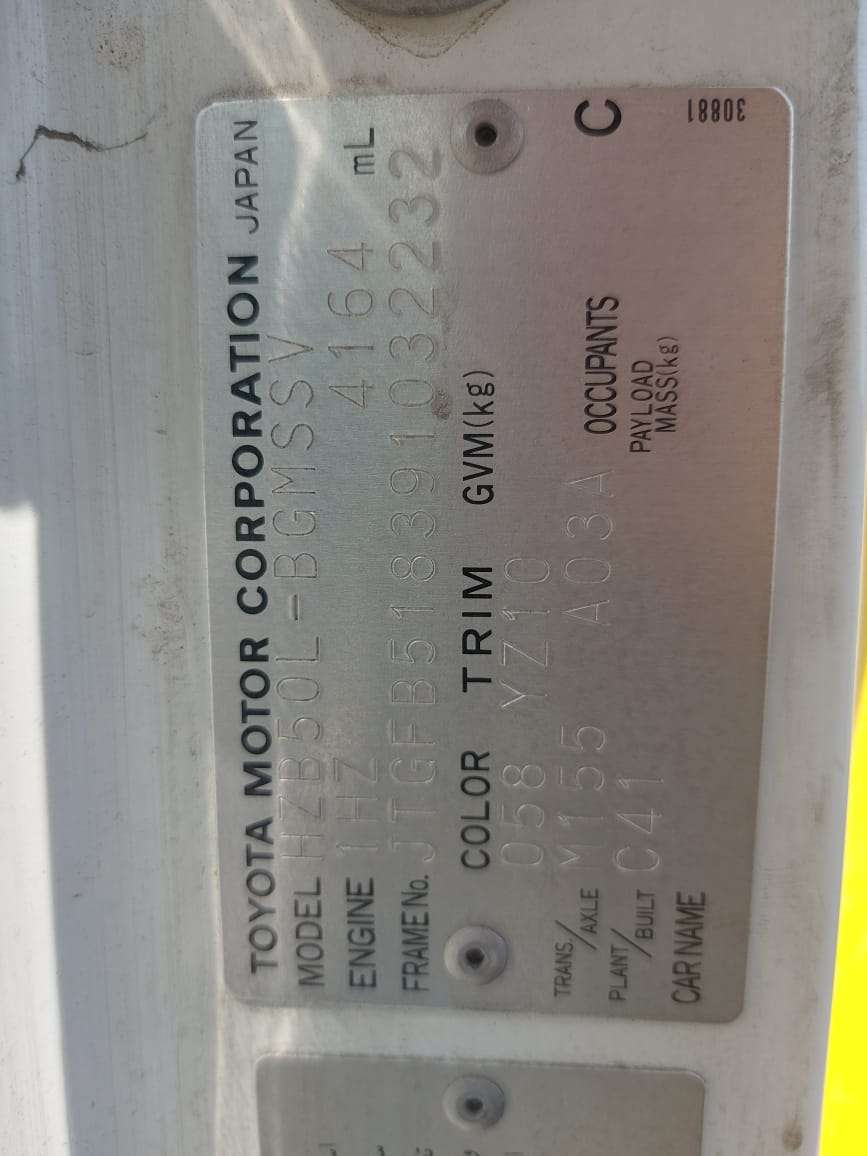 TOYOTA MOTOR CORPORATION JAPAN
MODEL HZB50L-BGMSSV
ENGINE 1HZ 4164 mL
FRAME No. JTGFB518391032232
COLOR TRIM GVM(kg)
058 YZ10
TRANS./AXLE M155 A03A OCCUPANTS C
PLANT/BUILT C41 PAYLOAD MASS(kg)
CAR NAME
30881